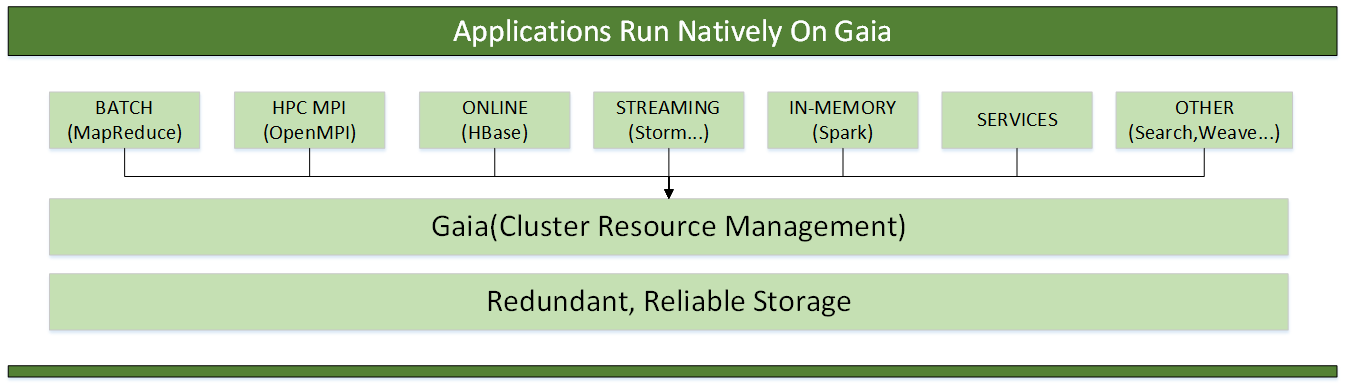 Applications Run Natively On Gaia
BATCH
(MapReduce)
HPC MPI
(OpenMPI)
ONLINE
(HBase)
STREAMING
(Storm...)
IN-MEMORY
(Spark)
SERVICES
OTHER
(Search,Weave...)
Gaia(Cluster Resource Management)
Redundant, Reliable Storage